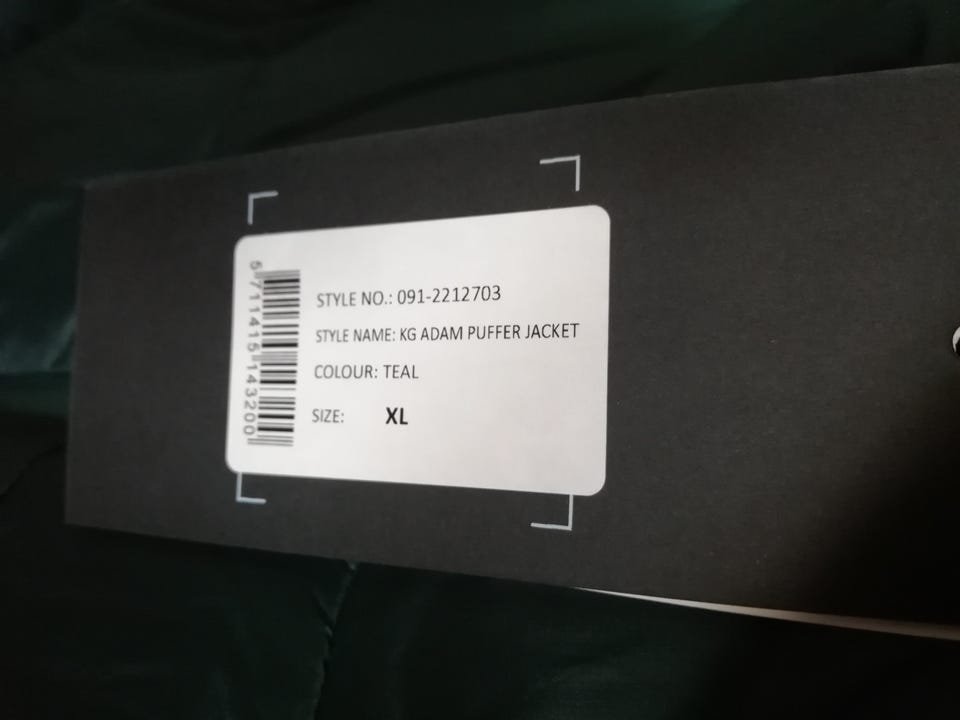 STYLE NO.: 091-2212703
STYLE NAME: KG ADAM PUFFER JACKET
COLOUR: TEAL
SIZE: XL
5711415143200